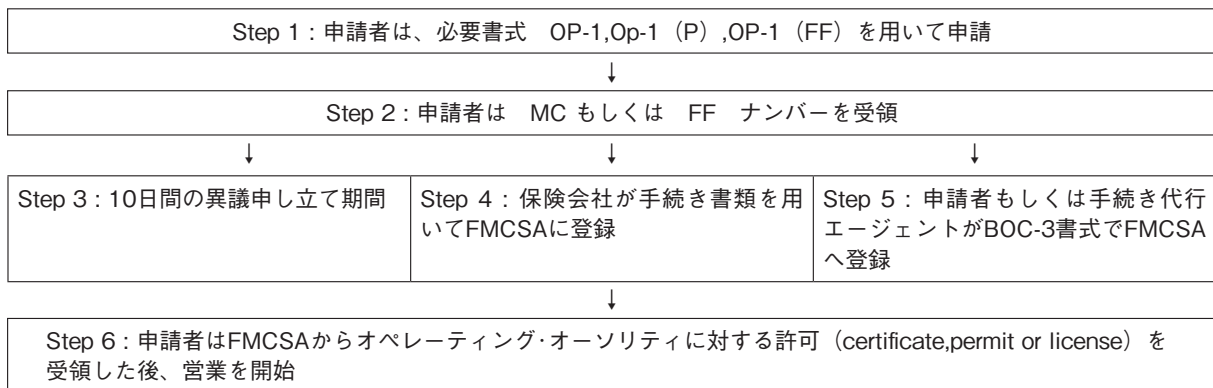 Step 1：申請者は、必要書式　OP-1,Op-1（P）,OP-1（FF）を用いて申請
↓
Step 2：申請者は　MC もしくは　FF　ナンバーを受領
↓ ↓ ↓
Step 3：10日間の異議申し立て期間
Step 4：保険会社が手続き書類を用
いてFMCSAに登録
Step 5：申請者もしくは手続き代行
エージェントがBOC-3書式でFMCSA
へ登録
↓
Step 6：申請者はFMCSAからオペレーティング・オーソリティに対する許可（certificate,permit or license）を
受領した後、営業を開始